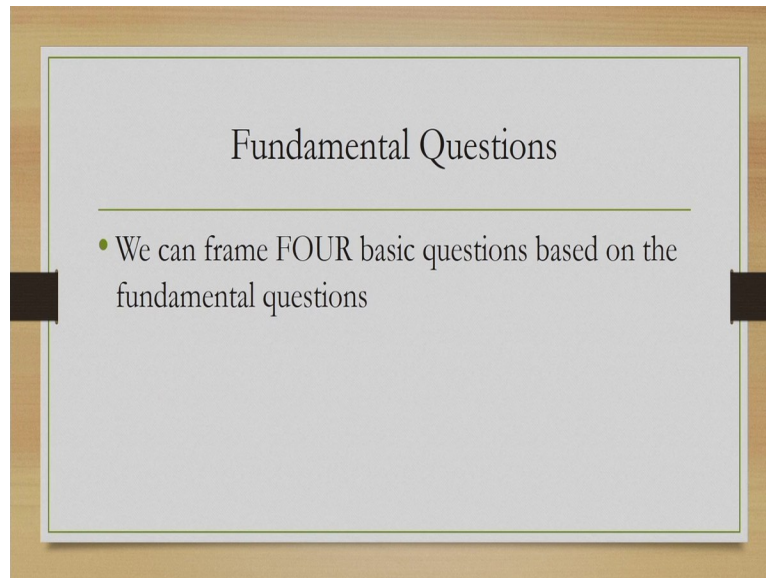 Fundamental Questions
• We can frame FOUR basic questions based on the
fundamental questions